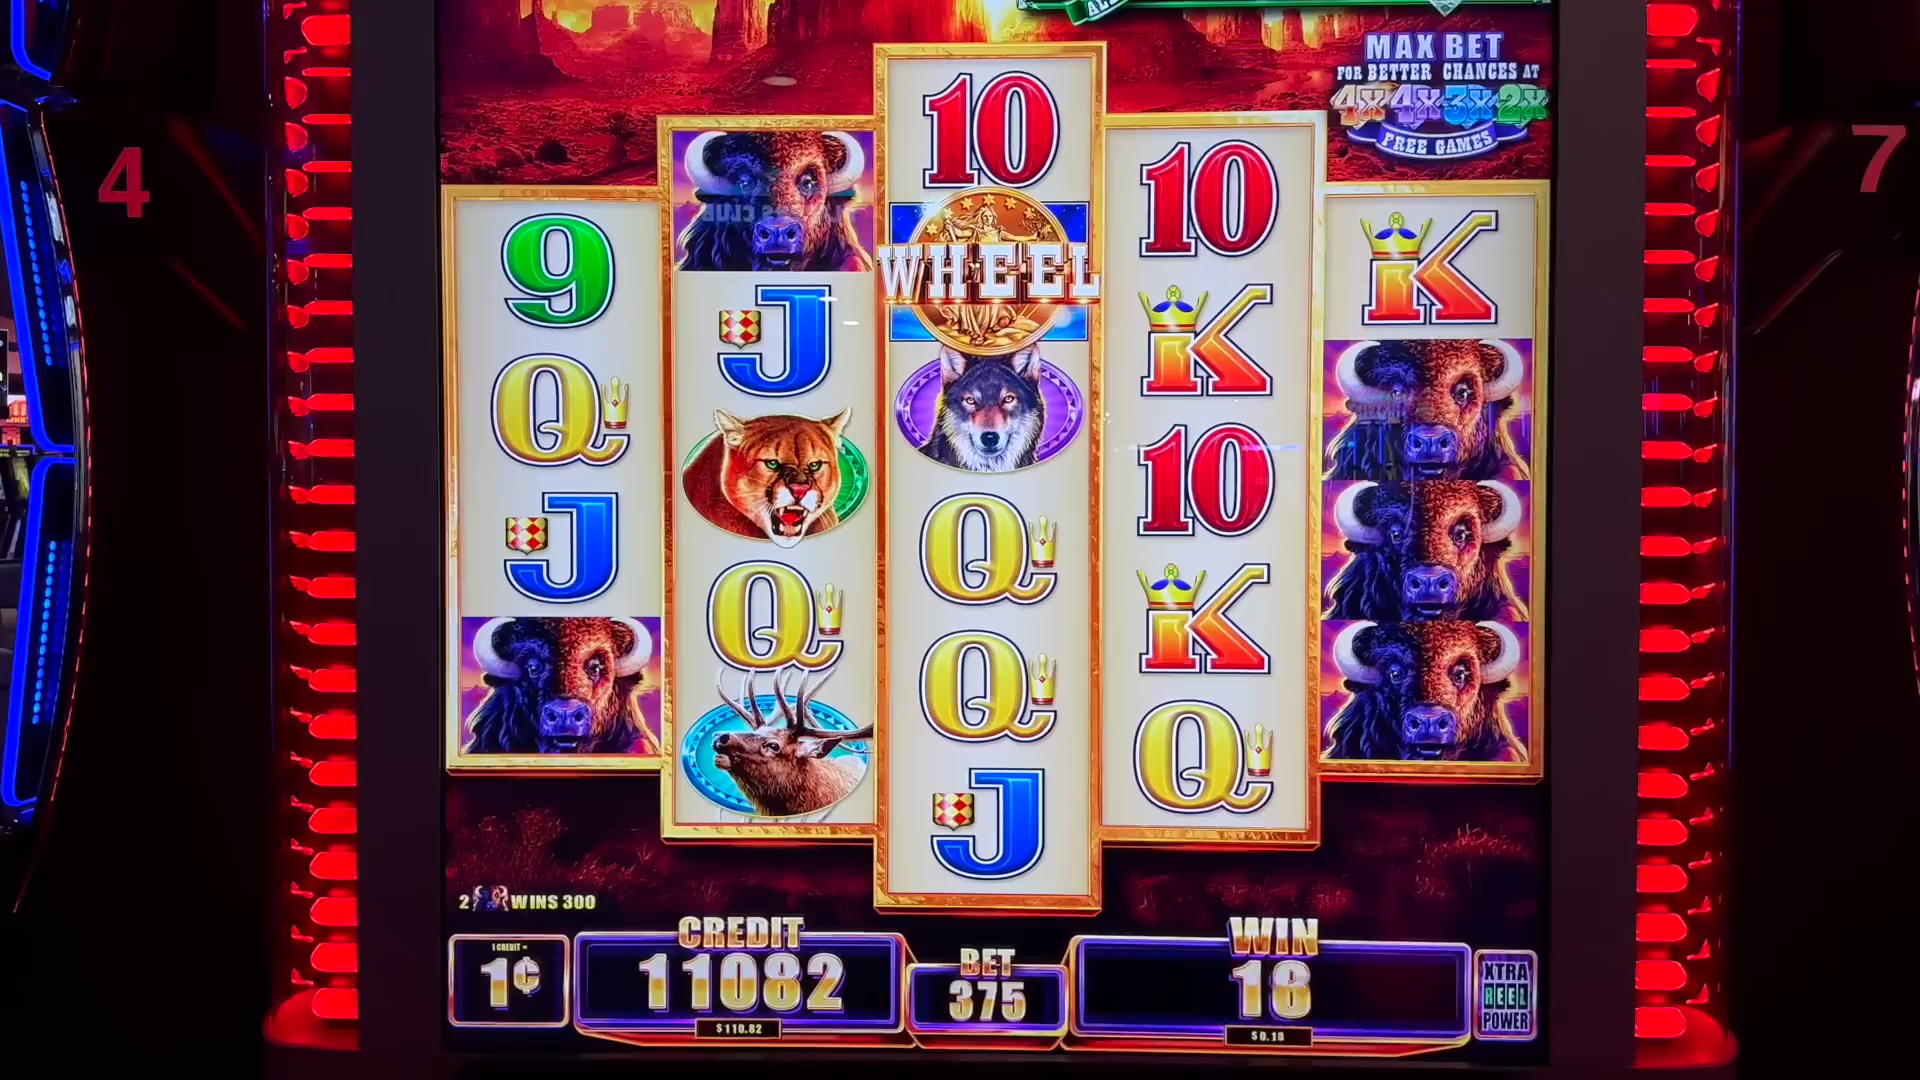 MAX BET
FOR BETTER CHANCES AT
4X 4X 3X 2X
FREE GAMES
4
7
10
WHEEL
10
K
9
J
K
Q
10
J
Q
Q
K
Q
Q
J
2 WINS 300
CREDIT
WIN
1 CREDIT =
1¢
11082
BET
375
18
XTRA
REEL
POWER
$110.82
$0.18